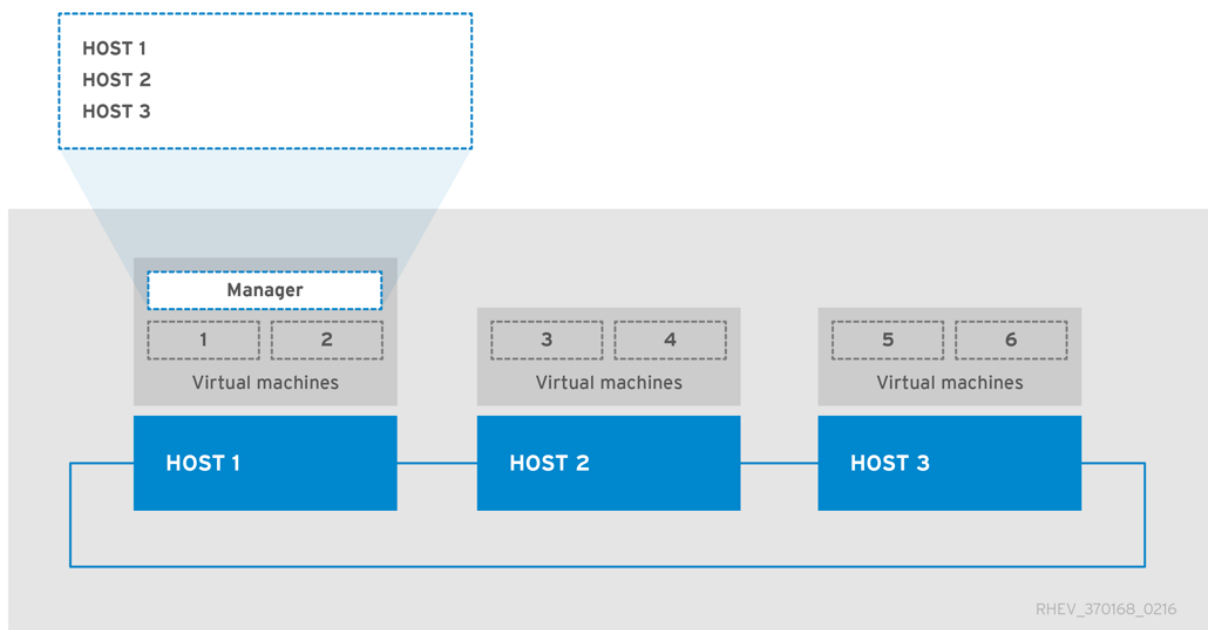 HOST 1
HOST 2
HOST 3
Manager
1 2
Virtual machines
3 4
Virtual machines
5 6
Virtual machines
HOST 1
HOST 2
HOST 3
RHEV_370168_0216